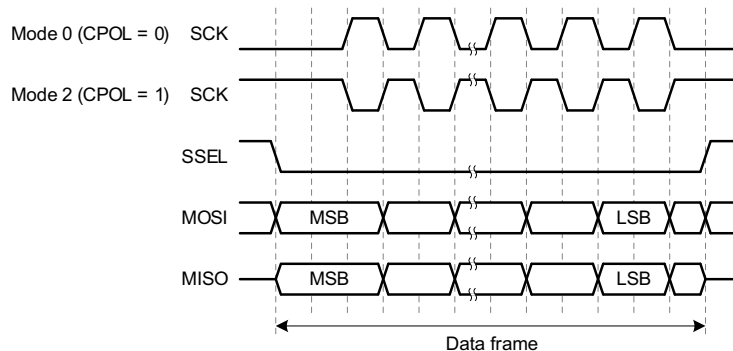 Mode 0 (CPOL = 0) SCK
Mode 2 (CPOL = 1) SCK
SSEL
MOSI MSB LSB
MISO MSB LSB
Data frame